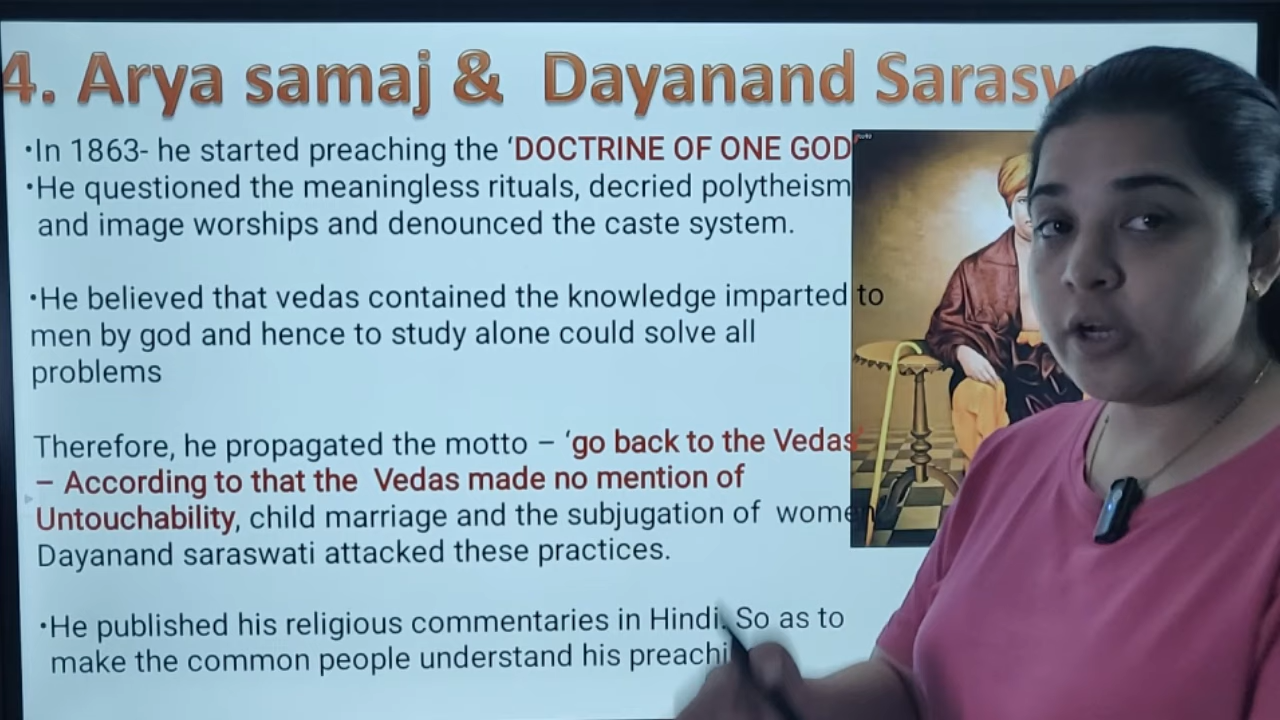 4. Arya samaj & Dayanand Sarasw
•In 1863- he started preaching the ‘DOCTRINE OF ONE GOD’
•He questioned the meaningless rituals, decried polytheism
and image worships and denounced the caste system.
•He believed that vedas contained the knowledge imparted to
men by god and hence to study alone could solve all
problems
Therefore, he propagated the motto – ‘go back to the Vedas’
– According to that the Vedas made no mention of
Untouchability, child marriage and the subjugation of women
Dayanand saraswati attacked these practices.
•He published his religious commentaries in Hindi. So as to
make the common people understand his preachi